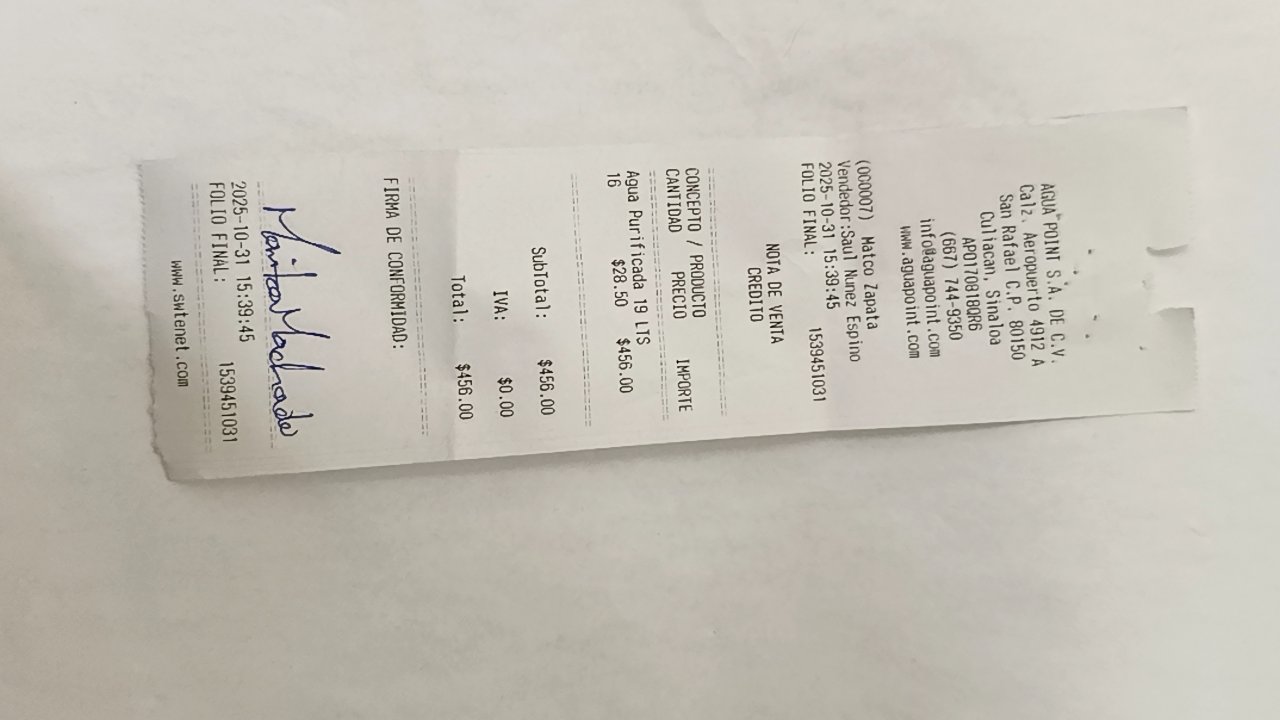 AGUA POINT S.A. DE C.V.
Calz. Aeropuerto 4912 A
San Rafael C.P. 80150
Culiacan, Sinaloa
APO170818QR6
(667) 744-9350
info@aguapoint.com
www.aguapoint.com
(000007) Matco Zapata
Vendedor:Saul Nunez Espino
2025-10-31 15:39:45
FOLIO FINAL: 1539451031
NOTA DE VENTA
CREDITO
CONCEPTO / PRODUCTO
CANTIDAD PRECIO IMPORTE
Agua Purificada 19 LTS
16 $28.50 $456.00
SubTotal: $456.00
IVA: $0.00
Total: $456.00
FIRMA DE CONFORMIDAD:
Maritza Machado
2025-10-31 15:39:45
FOLIO FINAL: 1539451031
www.swtenet.com